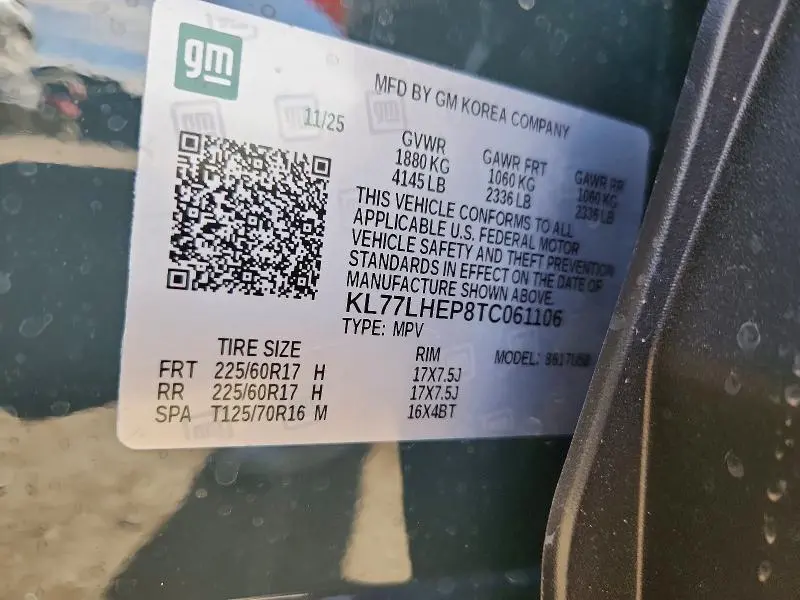 gm
MFD BY GM KOREA COMPANY
11/25
GVWR GAWR FRT GAWR RR
1880 KG 1060 KG 1060 KG
4145 LB 2336 LB 2336 LB
THIS VEHICLE CONFORMS TO ALL
APPLICABLE U.S. FEDERAL MOTOR
VEHICLE SAFETY AND THEFT PREVENTION
STANDARDS IN EFFECT ON THE DATE OF
MANUFACTURE SHOWN ABOVE.
KL77LHEP8TC061106
TYPE: MPV
TIRE SIZE RIM MODEL:
FRT 225/60R17 H 17X7.5J
RR 225/60R17 H 17X7.5J
SPA T125/70R16 M 16X4BT